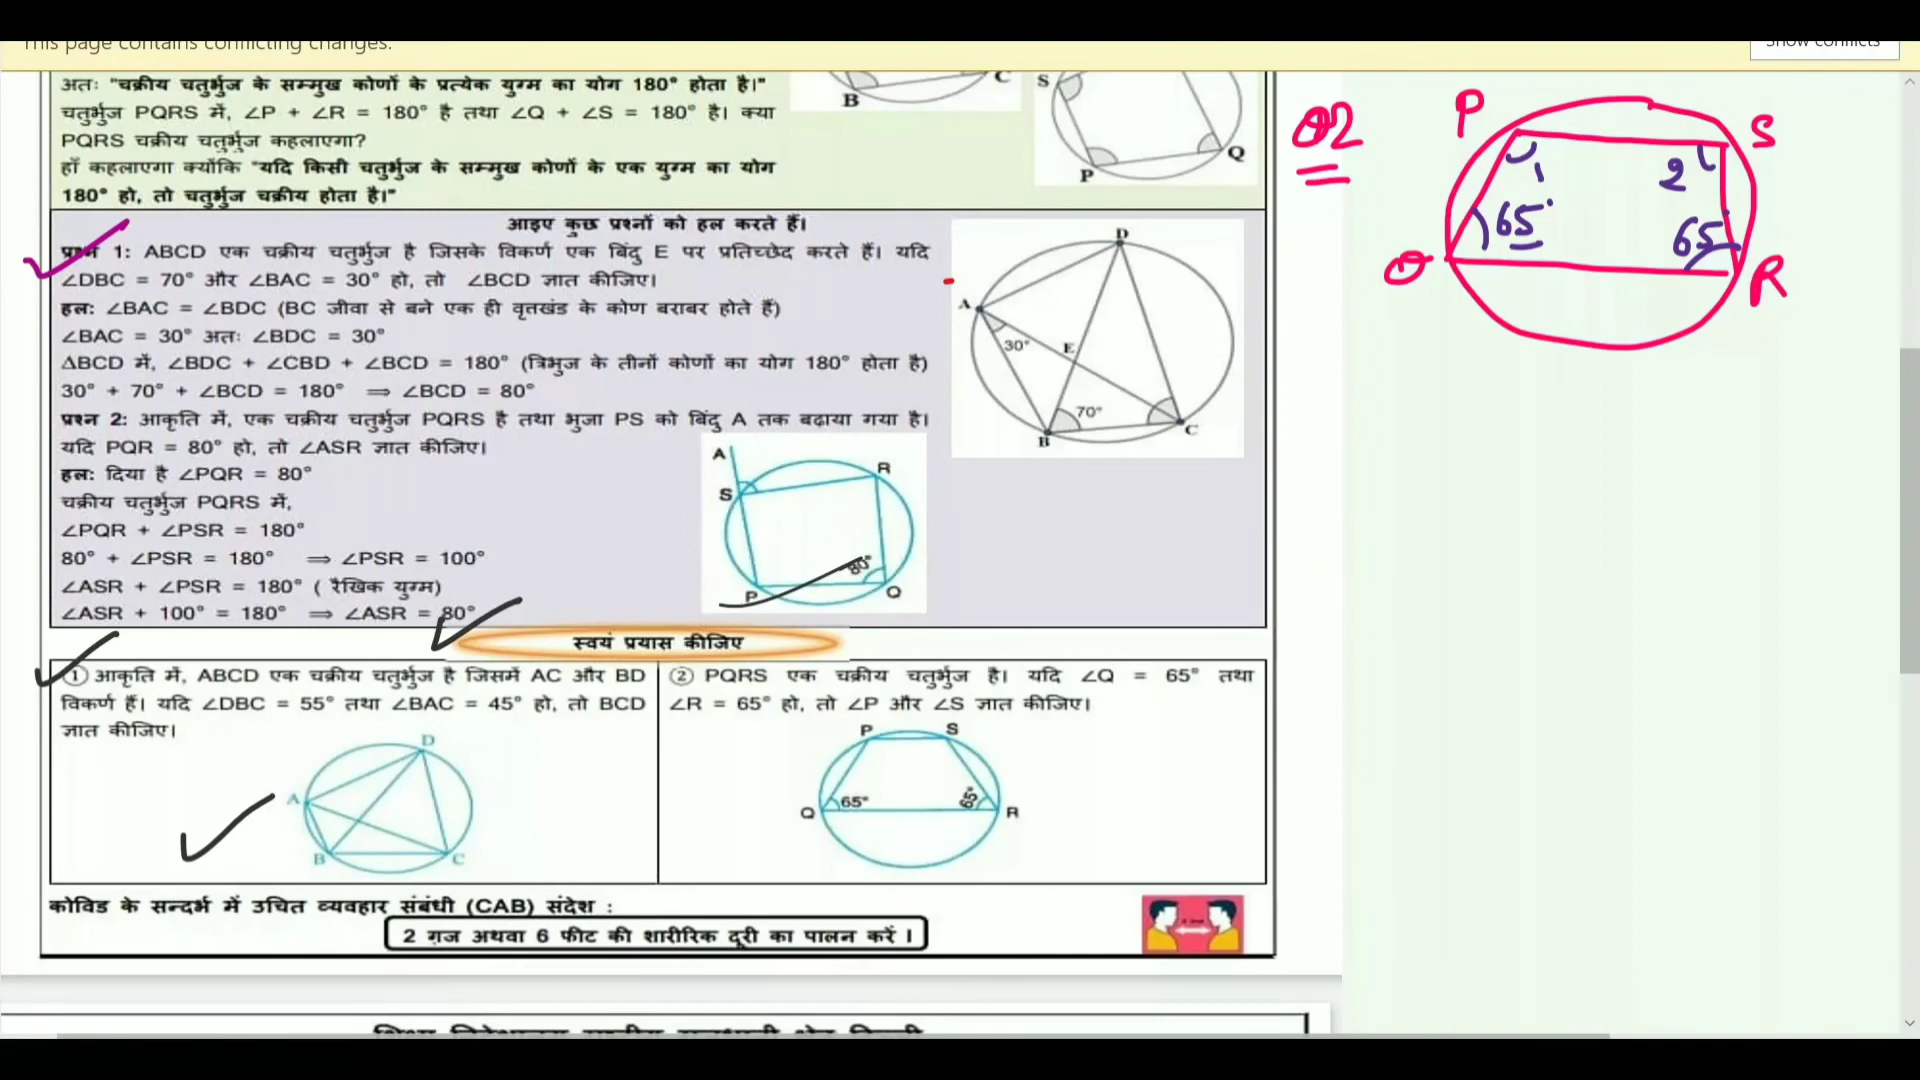 This page contains conflicting changes.
Show conflicts
अतः "चक्रीय चतुर्भुज के सम्मुख कोणों के प्रत्येक युग्म का योग 180° होता है।"
चतुर्भुज PQRS में, ∠P + ∠R = 180° है तथा ∠Q + ∠S = 180° है। क्या
PQRS चक्रीय चतुर्भुज कहलाएगा?
हाँ कहलाएगा क्योंकि "यदि किसी चतुर्भुज के सम्मुख कोणों के एक युग्म का योग
180° हो, तो चतुर्भुज चक्रीय होता है।"
B
C
S
P
Q
आइए कुछ प्रश्नों को हल करते हैं।
प्रश्न 1: ABCD एक चक्रीय चतुर्भुज है जिसके विकर्ण एक बिंदु E पर प्रतिच्छेद करते हैं। यदि
∠DBC = 70° और ∠BAC = 30° हो, तो ∠BCD ज्ञात कीजिए।
हल: ∠BAC = ∠BDC (BC जीवा से बने एक ही वृत्तखंड के कोण बराबर होते हैं)
∠BAC = 30° अतः ∠BDC = 30°
ΔBCD में, ∠BDC + ∠CBD + ∠BCD = 180° (त्रिभुज के तीनों कोणों का योग 180° होता है)
30° + 70° + ∠BCD = 180° ⟹ ∠BCD = 80°
D
A
30°
E
70°
B
C
प्रश्न 2: आकृति में, एक चक्रीय चतुर्भुज PQRS है तथा भुजा PS को बिंदु A तक बढ़ाया गया है।
यदि PQR = 80° हो, तो ∠ASR ज्ञात कीजिए।
हल: दिया है ∠PQR = 80°
चक्रीय चतुर्भुज PQRS में,
∠PQR + ∠PSR = 180°
80° + ∠PSR = 180° ⟹ ∠PSR = 100°
∠ASR + ∠PSR = 180° ( रैखिक युग्म)
∠ASR + 100° = 180° ⟹ ∠ASR = 80°
A
R
S
80°
P
Q
स्वयं प्रयास कीजिए
① आकृति में, ABCD एक चक्रीय चतुर्भुज है जिसमें AC और BD
विकर्ण हैं। यदि ∠DBC = 55° तथा ∠BAC = 45° हो, तो BCD
ज्ञात कीजिए।
D
A
B
C
② PQRS एक चक्रीय चतुर्भुज है। यदि ∠Q = 65° तथा
∠R = 65° हो, तो ∠P और ∠S ज्ञात कीजिए।
P S
65° 65°
Q R
कोविड के सन्दर्भ में उचित व्यवहार संबंधी (CAB) संदेश :
2 गज़ अथवा 6 फीट की शारीरिक दूरी का पालन करें ।
Q2
P S
1 2
65° 65°
Q R